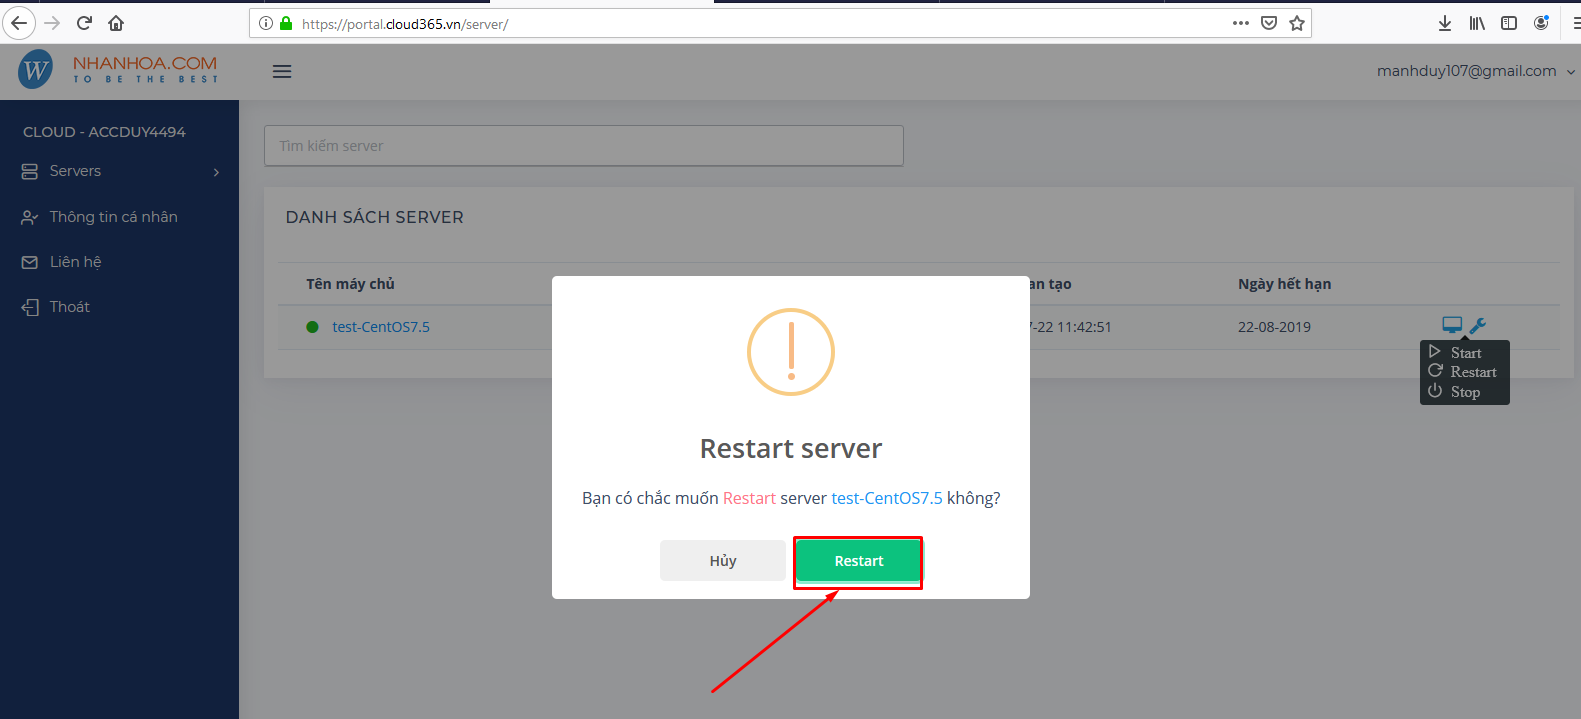 https://portal.cloud365.vn/server/
W
NHANHOA.COM
TO BE THE BEST
manhduy107@gmail.com
CLOUD - ACCDUY4494
Servers
Thông tin cá nhân
Liên hệ
Thoát
Tìm kiếm server
DANH SÁCH SERVER
Tên máy chủ
an tạo
Ngày hết hạn
test-CentOS7.5
-22 11:42:51
22-08-2019
Start
Restart
Stop
Restart server
Bạn có chắc muốn Restart server test-CentOS7.5 không?
Hủy
Restart